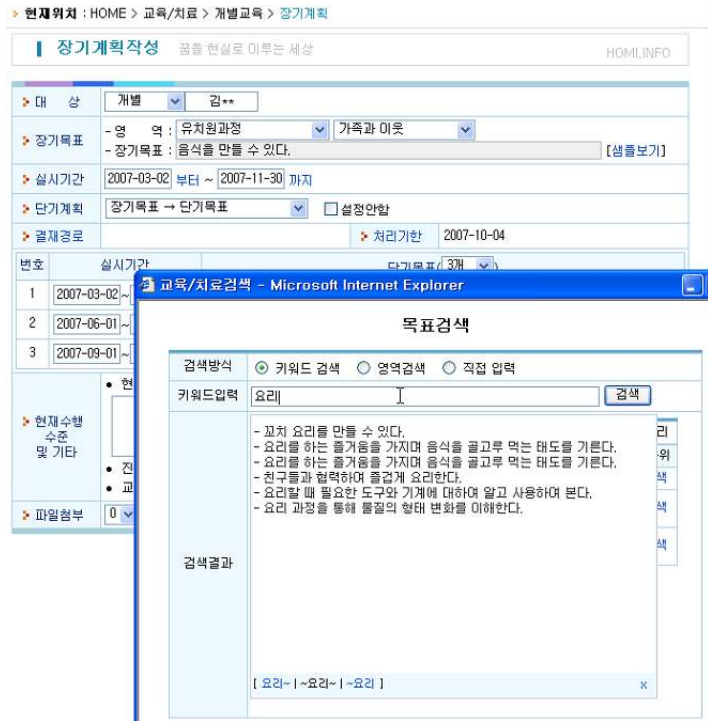 현재위치 : HOME > 교육/치료 > 개별교육 > 장기계획
장기계획작성 꿈을 현실로 이루는 세상 HOMI.INFO
대 상 개별 김**
장기목표 - 영 역 : 유치원과정 가족과 이웃
- 장기목표 : 음식을 만들 수 있다. [샘플보기]
실시기간 2007-03-02 부터 ~ 2007-11-30 까지
단기계획 장기목표 → 단기목표 설정안함
결재경로 처리기한 2007-10-04
번호 실시기간 단기목표( 3개 )
1 2007-03-02 ~
2 2007-06-01 ~
3 2007-09-01 ~
• 현
현재수행
수준
및 기타
• 진
• 교
파일첨부 0
교육/치료검색 - Microsoft Internet Explorer
목표검색
검색방식 키워드 검색 영역검색 직접 입력
키워드입력 요리 검색
- 꼬치 요리를 만들 수 있다.
- 요리를 하는 즐거움을 가지며 음식을 골고루 먹는 태도를 기른다.
- 요리를 하는 즐거움을 가지며 음식을 골고루 먹는 태도를 기른다.
- 친구들과 협력하여 즐겁게 요리한다.
- 요리할 때 필요한 도구와 기계에 대하여 알고 사용하여 본다.
- 요리 과정을 통해 물질의 형태 변화를 이해한다.
검색결과
[ 요리~ | ~요리~ | ~요리 ] x
리
위
색
색
색